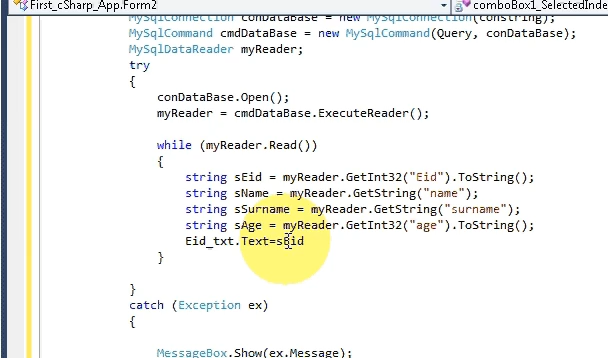 First_cSharp_App.Form2
comboBox1_SelectedInde
MySqlConnection conDataBase = new MySqlConnection(constring);
MySqlCommand cmdDataBase = new MySqlCommand(Query, conDataBase);
MySqlDataReader myReader;
try
{
conDataBase.Open();
myReader = cmdDataBase.ExecuteReader();
while (myReader.Read())
{
string sEid = myReader.GetInt32("Eid").ToString();
string sName = myReader.GetString("name");
string sSurname = myReader.GetString("surname");
string sAge = myReader.GetInt32("age").ToString();
Eid_txt.Text=sEid
}
}
catch (Exception ex)
{
MessageBox.Show(ex.Message);